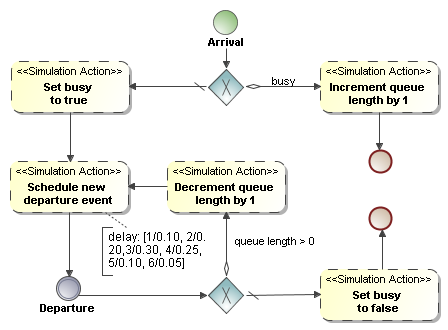 Arrival
<<Simulation Action>>
Set busy
to true
X
busy
<<Simulation Action>>
Increment queue
length by 1
<<Simulation Action>>
Schedule new
departure event
<<Simulation Action>>
Decrement queue
length by 1
delay: [1/0.10, 2/0.
20,3/0.30, 4/0.25,
5/0.10, 6/0.05]
queue length > 0
Departure
X
<<Simulation Action>>
Set busy
to false